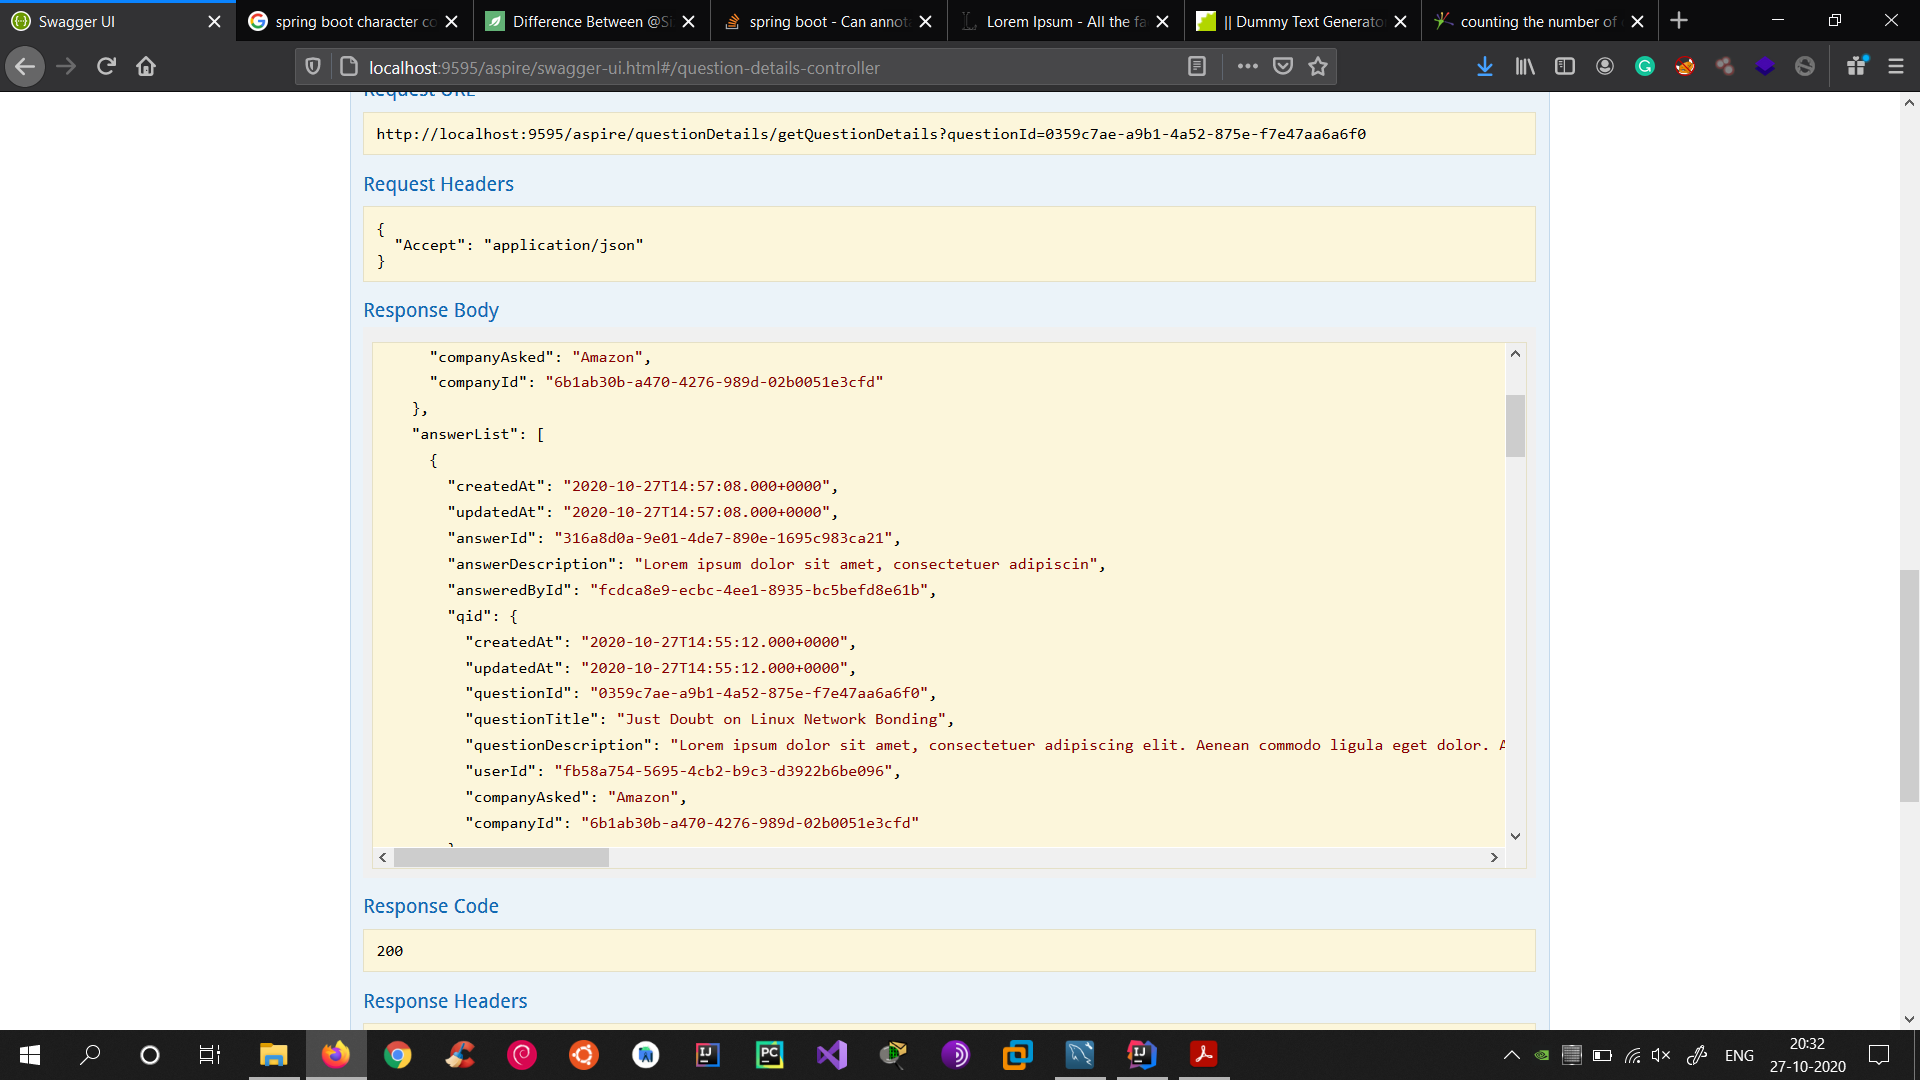 Swagger UI
spring boot character co
Difference Between @Si
spring boot - Can annota
Lorem Ipsum - All the fa
|| Dummy Text Generato
counting the number of
localhost:9595/aspire/swagger-ui.html#/question-details-controller
Request URL
http://localhost:9595/aspire/questionDetails/getQuestionDetails?questionId=0359c7ae-a9b1-4a52-875e-f7e47aa6a6f0
Request Headers
{
"Accept": "application/json"
}
Response Body
"companyAsked": "Amazon",
"companyId": "6b1ab30b-a470-4276-989d-02b0051e3cfd"
},
"answerList": [
{
"createdAt": "2020-10-27T14:57:08.000+0000",
"updatedAt": "2020-10-27T14:57:08.000+0000",
"answerId": "316a8d0a-9e01-4de7-890e-1695c983ca21",
"answerDescription": "Lorem ipsum dolor sit amet, consectetuer adipiscin",
"answeredById": "fcdca8e9-ecbc-4ee1-8935-bc5befd8e61b",
"qid": {
"createdAt": "2020-10-27T14:55:12.000+0000",
"updatedAt": "2020-10-27T14:55:12.000+0000",
"questionId": "0359c7ae-a9b1-4a52-875e-f7e47aa6a6f0",
"questionTitle": "Just Doubt on Linux Network Bonding",
"questionDescription": "Lorem ipsum dolor sit amet, consectetuer adipiscing elit. Aenean commodo ligula eget dolor. A
"userId": "fb58a754-5695-4cb2-b9c3-d3922b6be096",
"companyAsked": "Amazon",
"companyId": "6b1ab30b-a470-4276-989d-02b0051e3cfd"
}
Response Code
200
Response Headers
ENG
20:32
27-10-2020